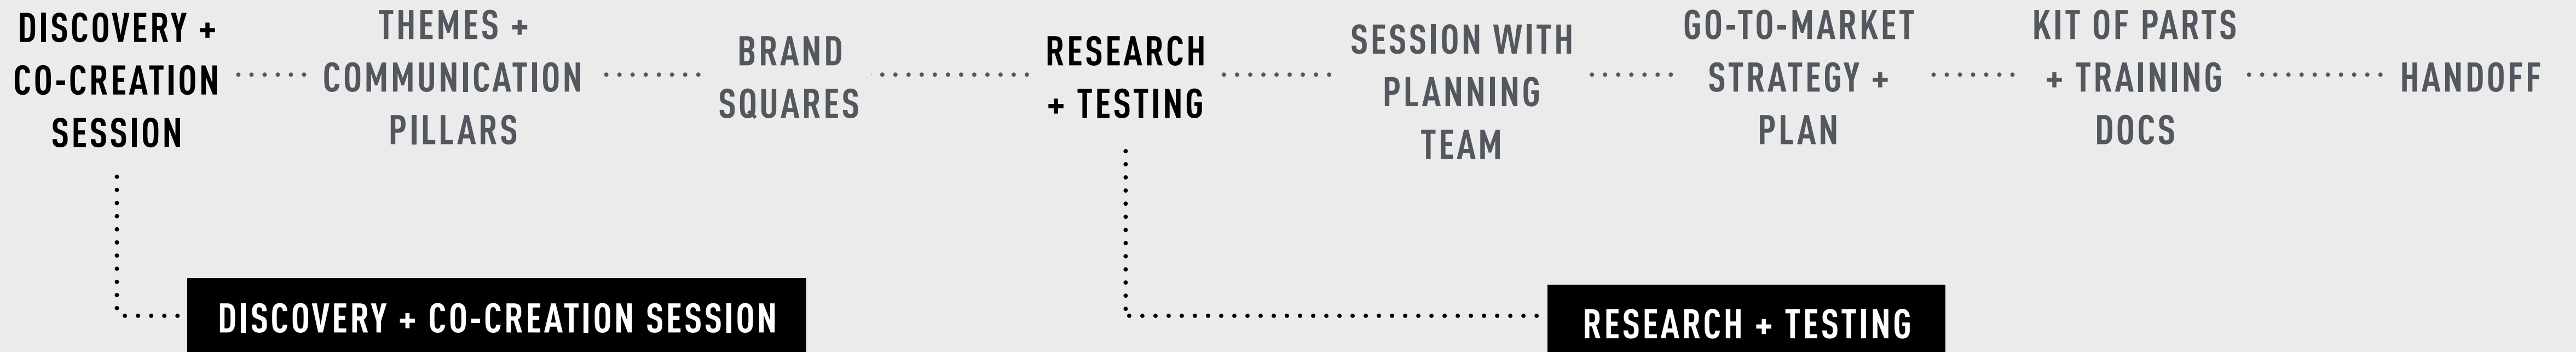 DISCOVERY +
CO-CREATION
SESSION
THEMES +
COMMUNICATION
PILLARS
BRAND
SQUARES
RESEARCH
+ TESTING
SESSION WITH
PLANNING
TEAM
GO-TO-MARKET
STRATEGY +
PLAN
KIT OF PARTS
+ TRAINING
DOCS
HANDOFF
DISCOVERY + CO-CREATION SESSION
RESEARCH + TESTING